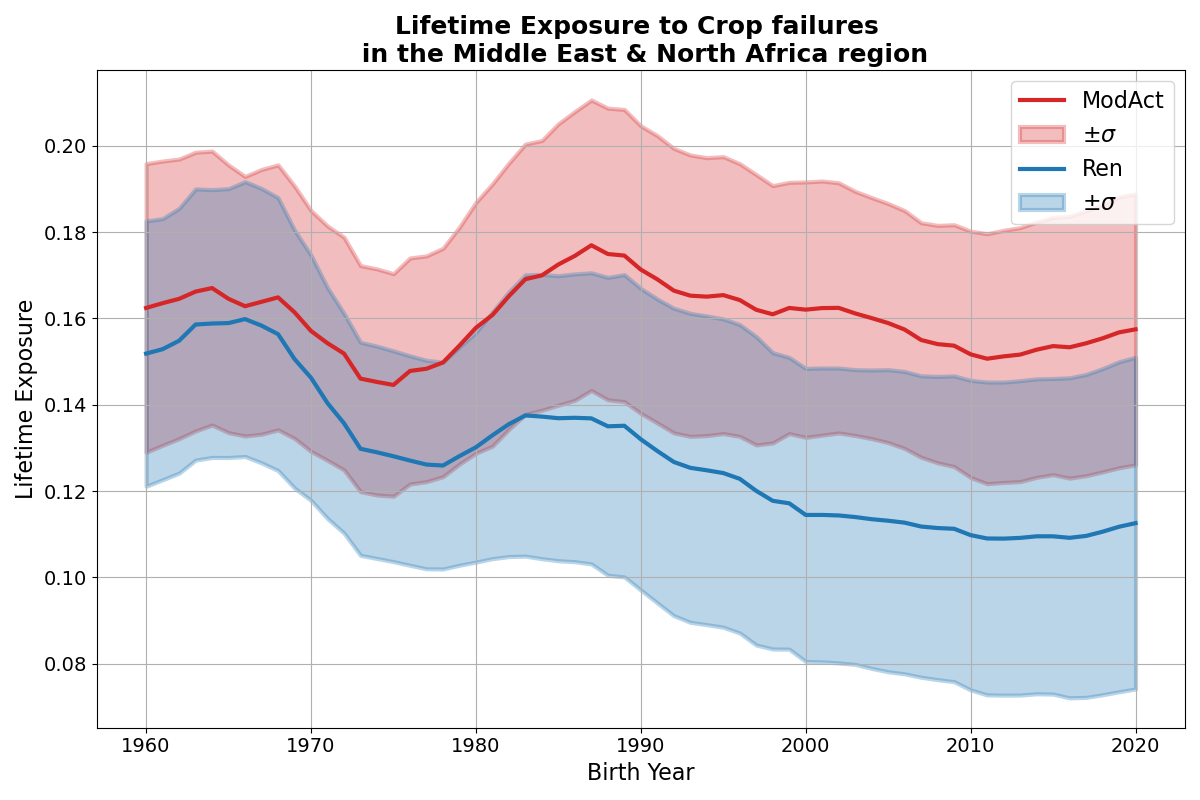 Lifetime Exposure to Crop failures
in the Middle East & North Africa region
Lifetime Exposure
0.20
0.18
0.16
0.14
0.12
0.10
0.08
ModAct
±σ
Ren
±σ
1960 1970 1980 1990 2000 2010 2020
Birth Year